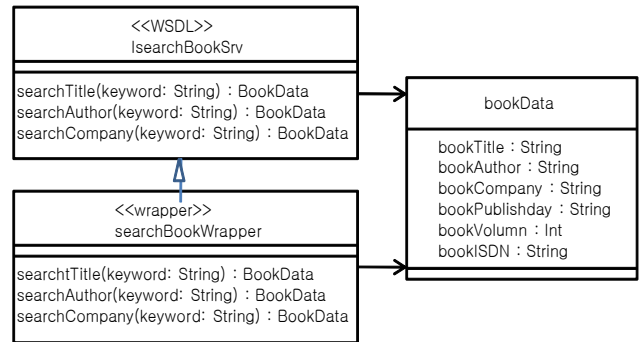 <<WSDL>>
IsearchBookSrv
searchTitle(keyword: String) : BookData
searchAuthor(keyword: String) : BookData
searchCompany(keyword: String) : BookData
<<wrapper>>
searchBookWrapper
searchtTitle(keyword: String) : BookData
searchAuthor(keyword: String) : BookData
searchCompany(keyword: String) : BookData
bookData
bookTitle : String
bookAuthor : String
bookCompany : String
bookPublishday : String
bookVolumn : Int
bookISDN : String